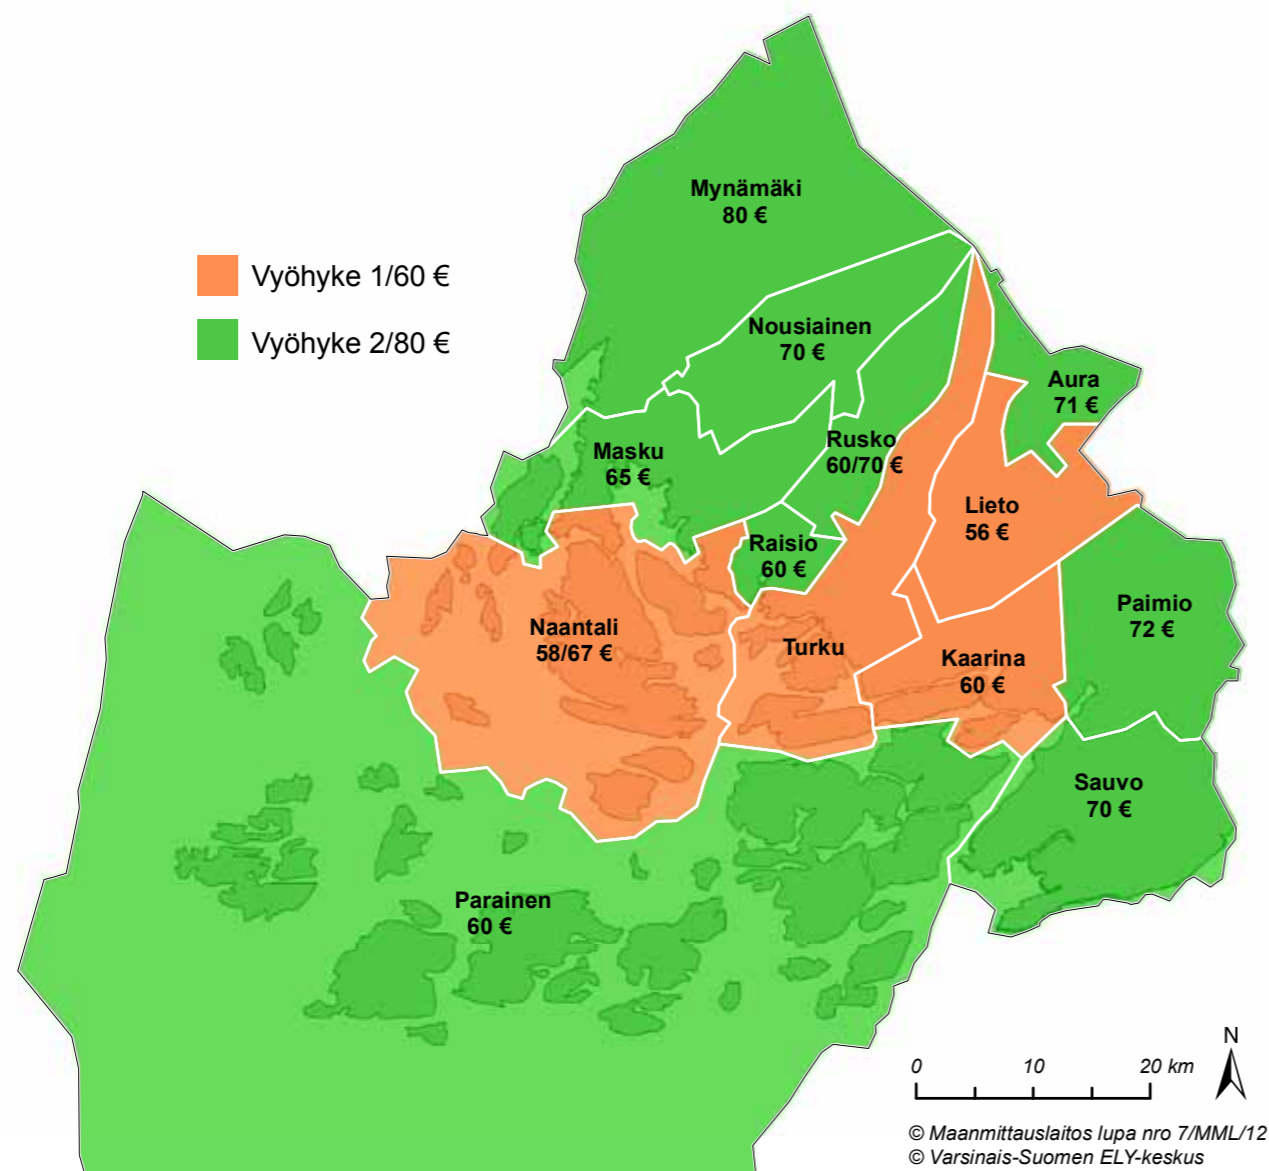 Mynämäki
80 €
Vyöhyke 1/60 €
Vyöhyke 2/80 €
Nousiainen
70 €
Aura
71 €
Masku
65 €
Rusko
60/70 €
Lieto
56 €
Raisio
60 €
Paimio
72 €
Naantali
58/67 €
Turku
Kaarina
60 €
Sauvo
70 €
Parainen
60 €
N
0 10 20 km
© Maanmittauslaitos lupa nro 7/MML/12
© Varsinais-Suomen ELY-keskus